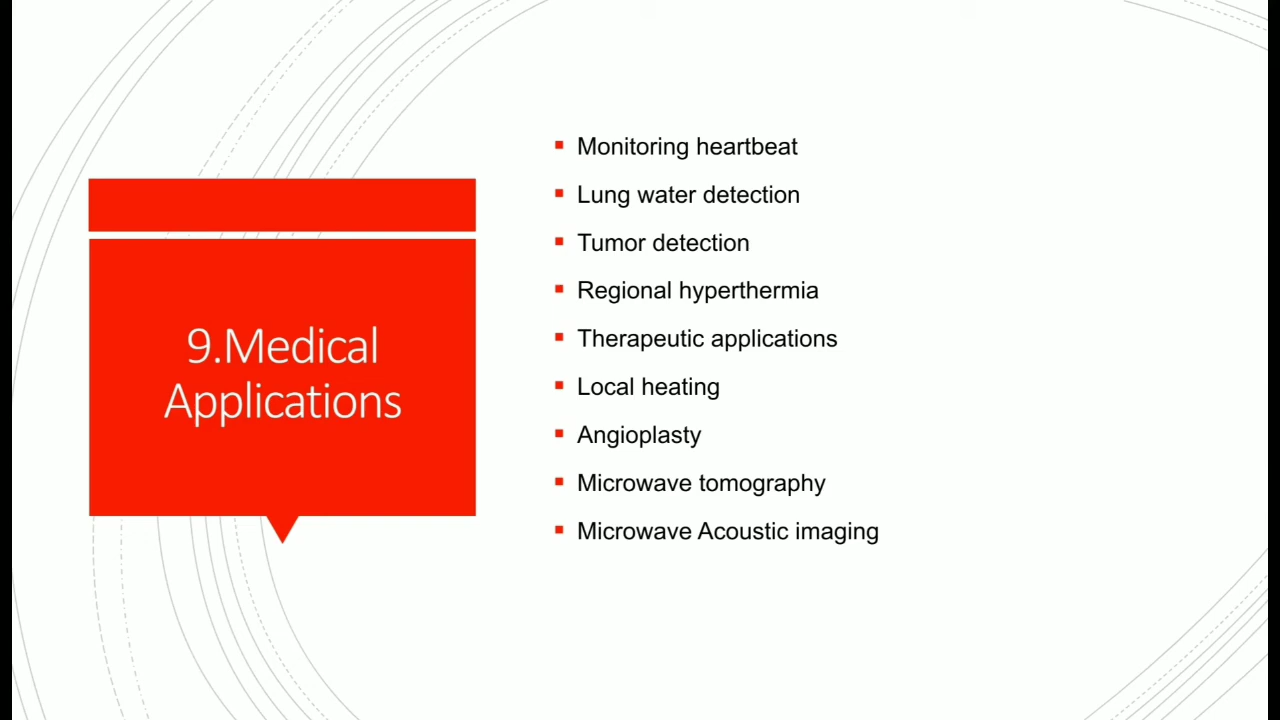 9.Medical
Applications
Monitoring heartbeat
Lung water detection
Tumor detection
Regional hyperthermia
Therapeutic applications
Local heating
Angioplasty
Microwave tomography
Microwave Acoustic imaging